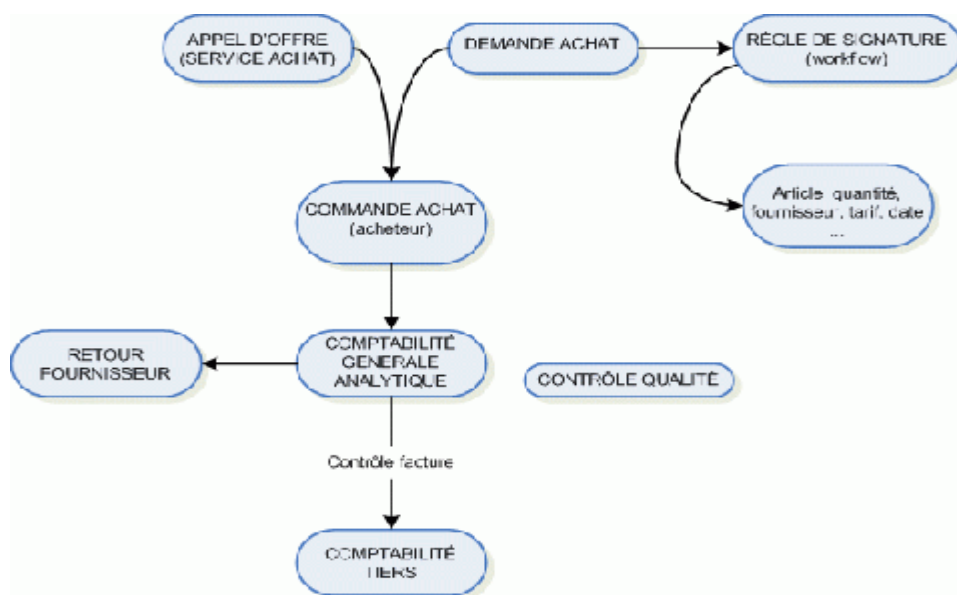 APPEL D'OFFRE
(SERVICE ACHAT)
DEMANDE ACHAT
RÈGLE DE SIGNATURE
(workflow)
Article quantité,
fournisseur, tarif, date
...
COMMANDE ACHAT
(acheteur)
RETOUR
FOURNISSEUR
COMPTABILITÉ
GENERALE
ANALYTIQUE
CONTRÔLE QUALITÉ
Contrôle facture
COMPTABILITÉ
TIERS